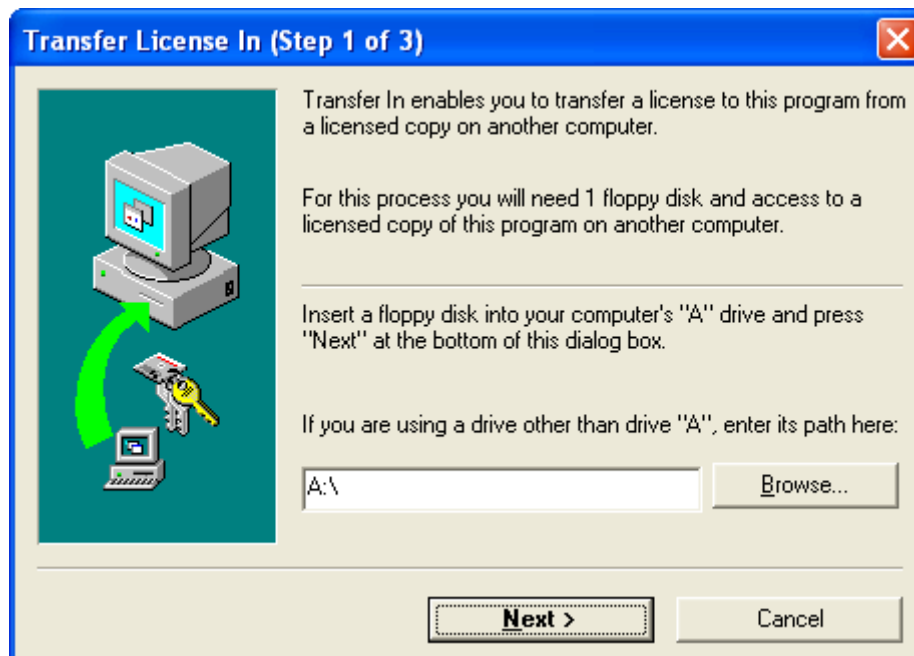 Transfer License In (Step 1 of 3)
Transfer In enables you to transfer a license to this program from
a licensed copy on another computer.
For this process you will need 1 floppy disk and access to a
licensed copy of this program on another computer.
Insert a floppy disk into your computer's "A" drive and press
"Next" at the bottom of this dialog box.
If you are using a drive other than drive "A", enter its path here:
A:\
Browse...
Next >
Cancel